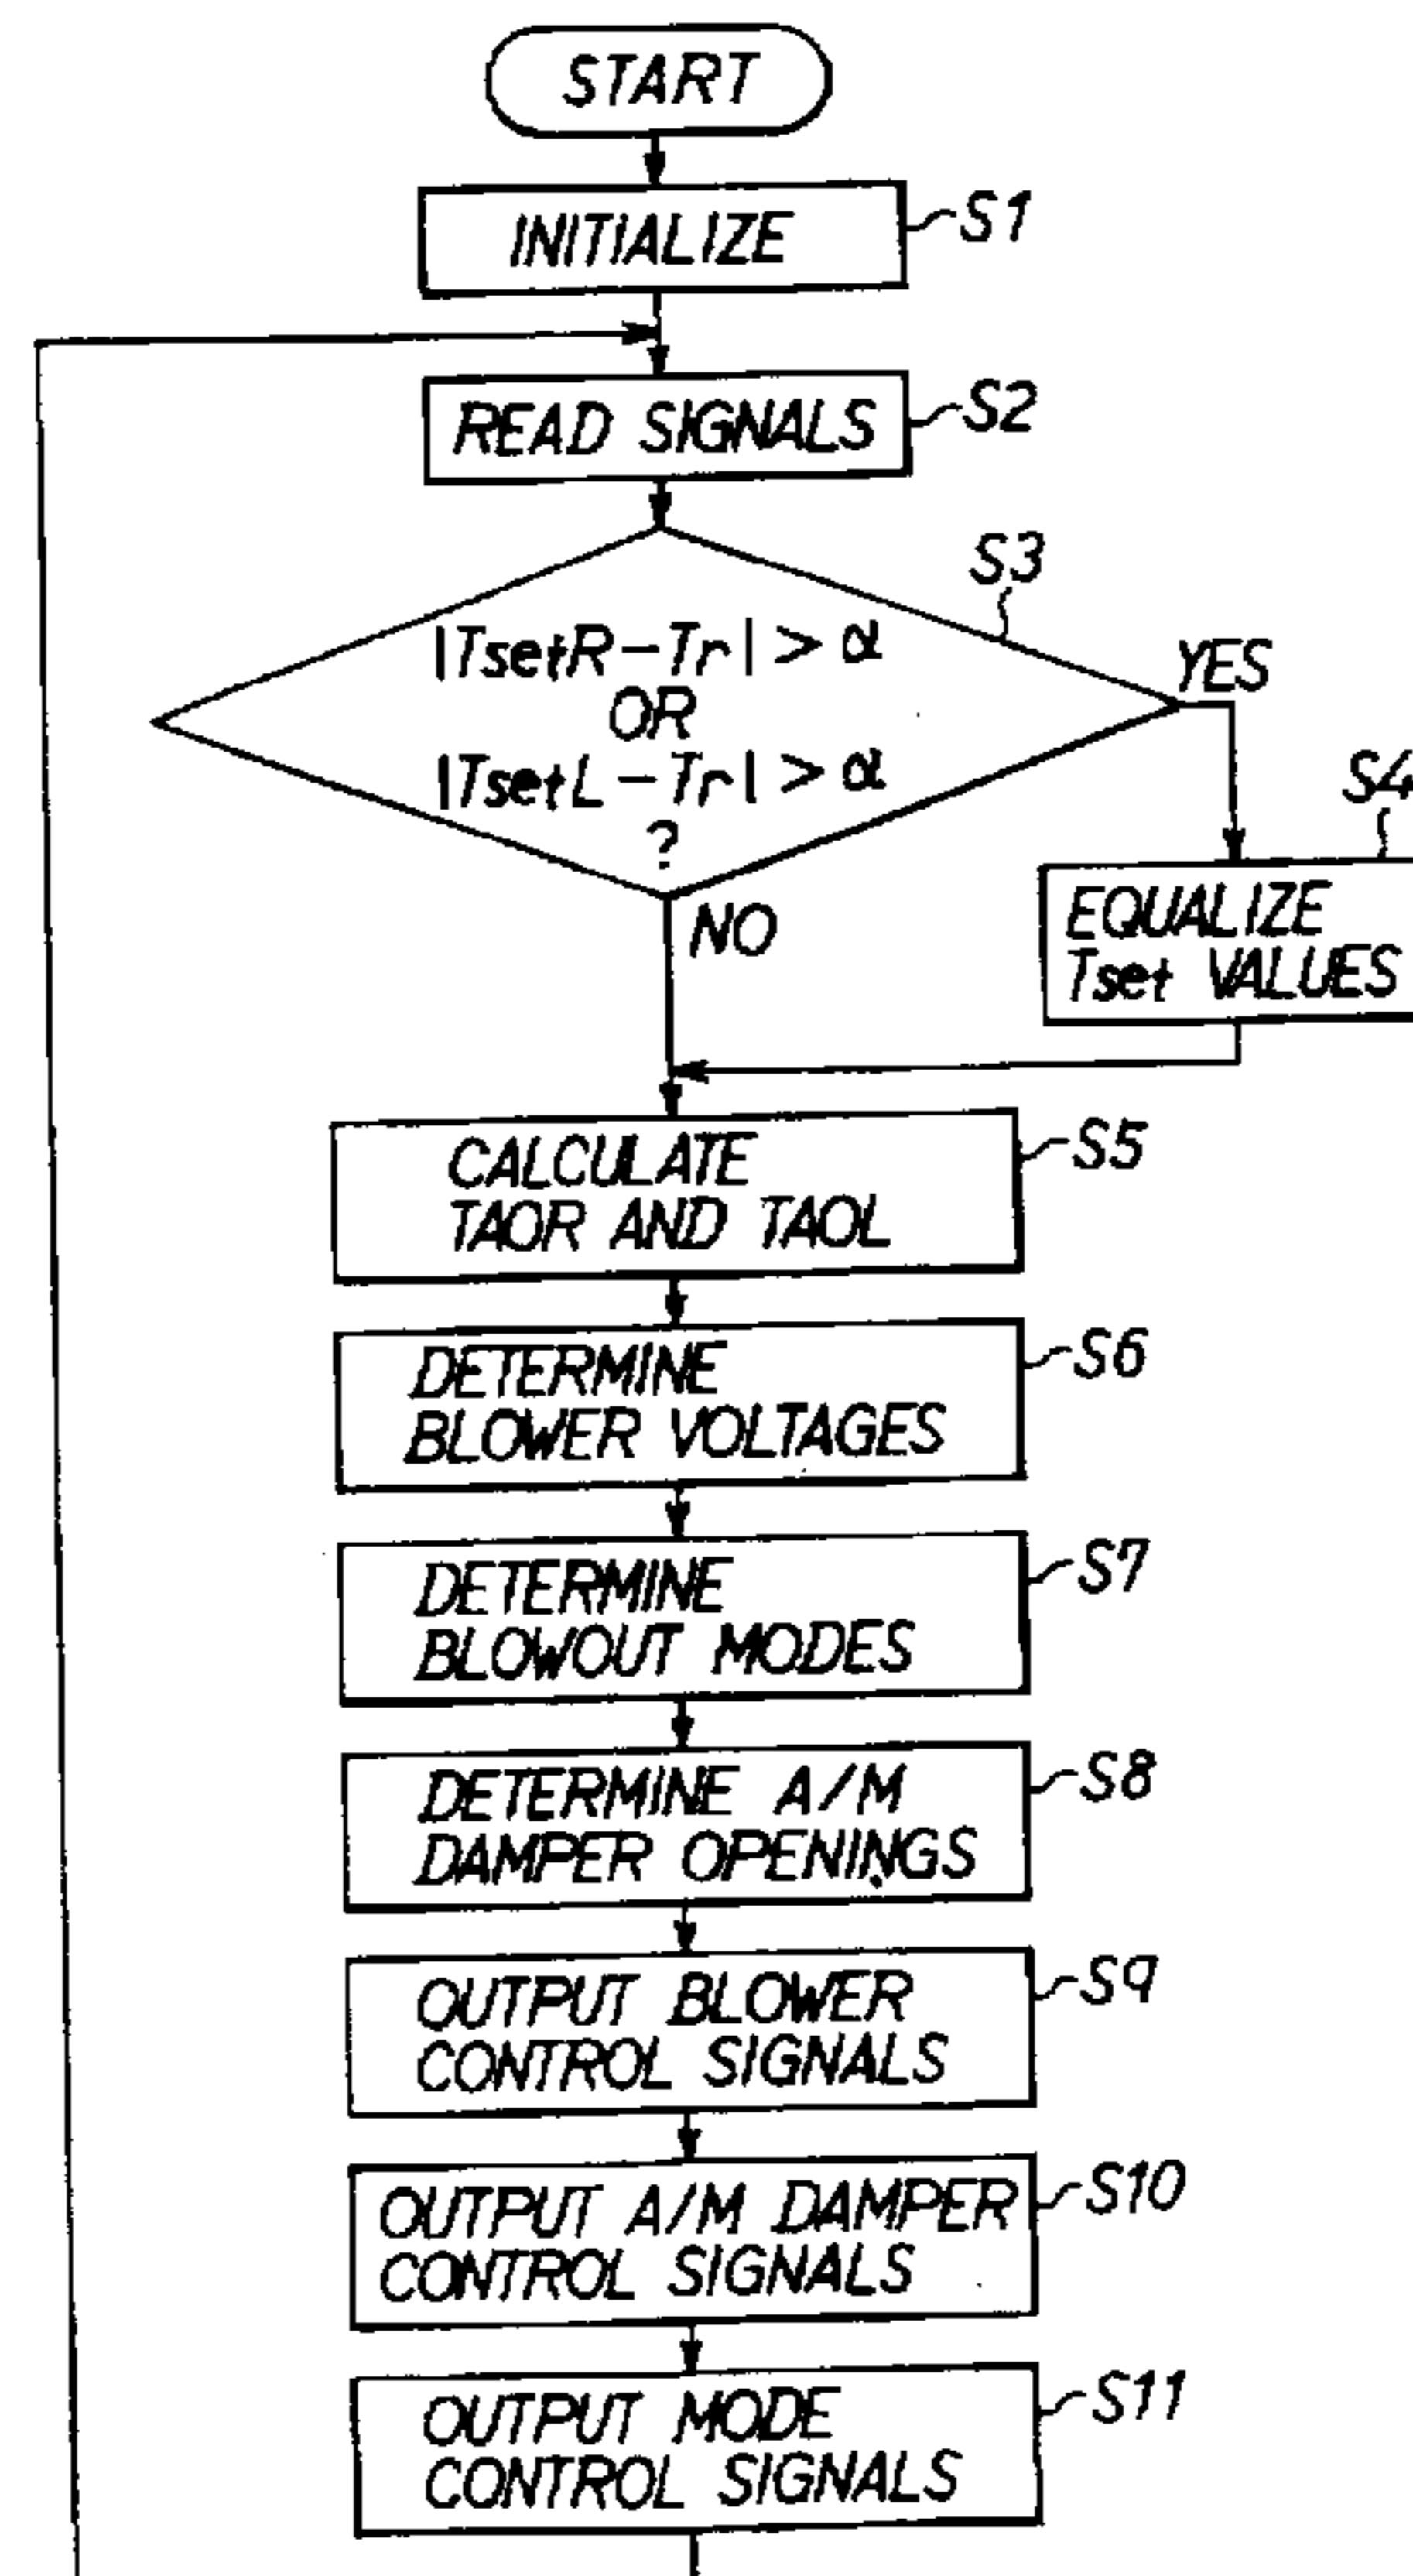 START
INITIALIZE
S1
READ SIGNALS
S2
S3
|TsetR-Tr| > α
OR
|TsetL-Tr| > α
?
YES
NO
S4
EQUALIZE
Tset VALUES
CALCULATE
TAOR AND TAOL
S5
DETERMINE
BLOWER VOLTAGES
S6
DETERMINE
BLOWOUT MODES
S7
DETERMINE A/M
DAMPER OPENINGS
S8
OUTPUT BLOWER
CONTROL SIGNALS
S9
OUTPUT A/M DAMPER
CONTROL SIGNALS
S10
OUTPUT MODE
CONTROL SIGNALS
S11